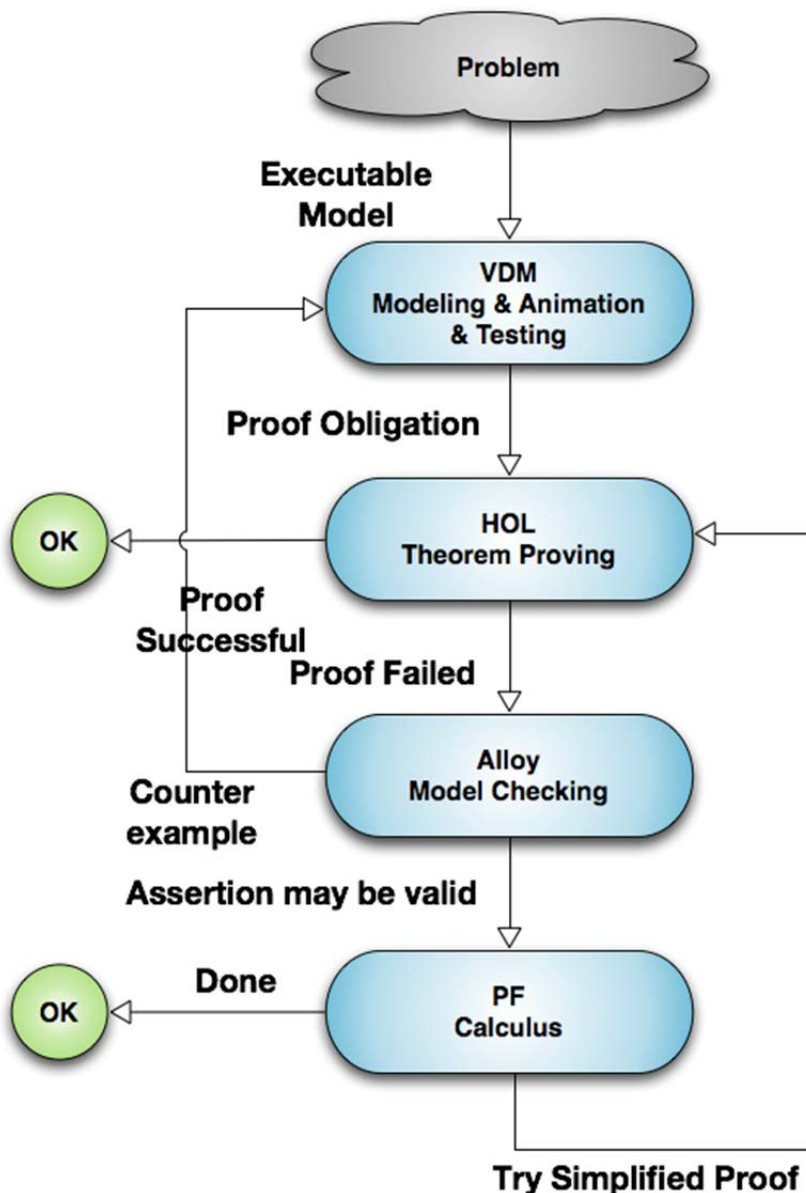 Problem
Executable
Model
VDM
Modeling & Animation
& Testing
Proof Obligation
OK
HOL
Theorem Proving
Proof
Successful
Proof Failed
Alloy
Model Checking
Counter
example
Assertion may be valid
Done
OK
PF
Calculus
Try Simplified Proof